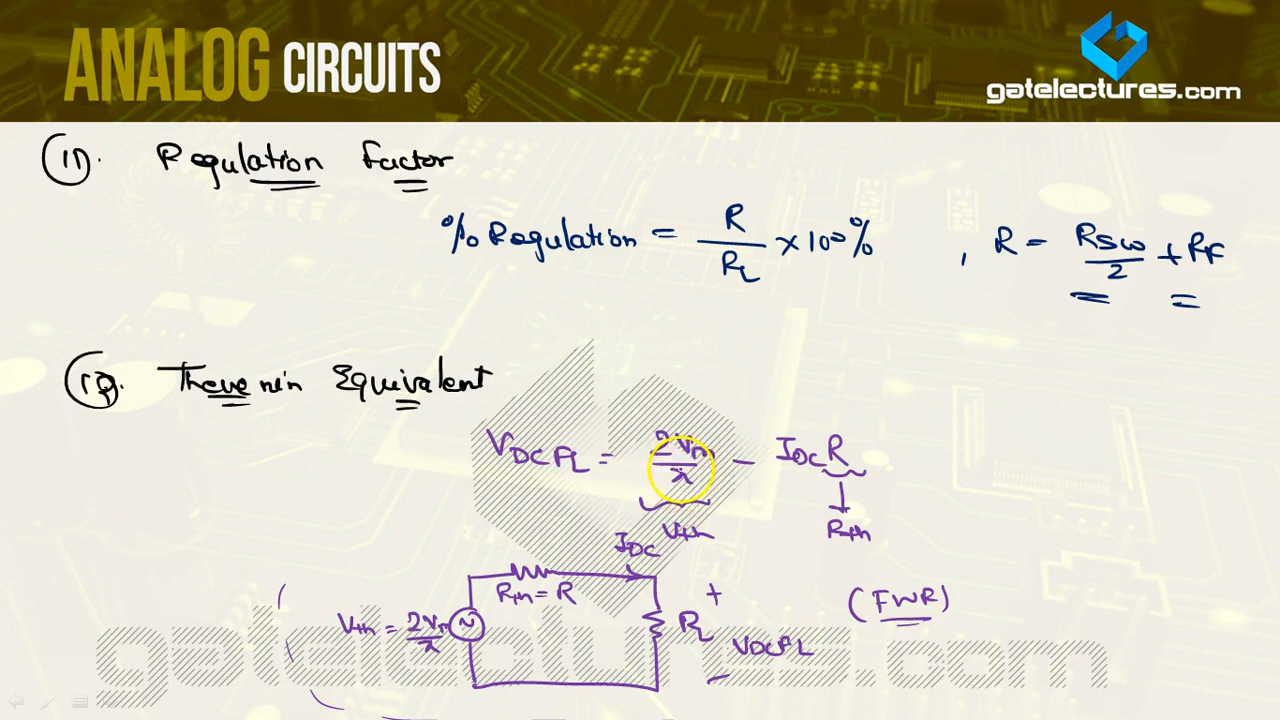 ANALOG CIRCUITS
gatelectures.com
(11). Regulation Factor
% Regulation = R / RL × 100% , R = RSW / 2 + RF
(12). Thevenin Equivalent
VDCFL = 2Vm / π - IDC R
Vth
Rth
IDC
Rth = R
+
(FWR)
Vth = 2Vm / π
~
RL
VDCFL
-
gatelectures.com